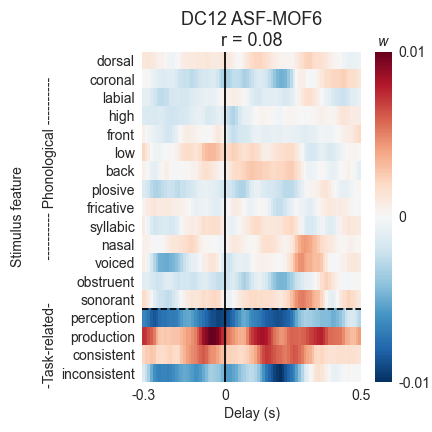 DC12 ASF-MOF6
r = 0.08
w
dorsal
coronal
labial
high
front
low
back
plosive
fricative
syllabic
nasal
voiced
obstruent
sonorant
perception
production
consistent
inconsistent
Stimulus feature
-Task-related- ---------- Phonological ----------
0.01
0
-0.01
-0.3 0 0.5
Delay (s)